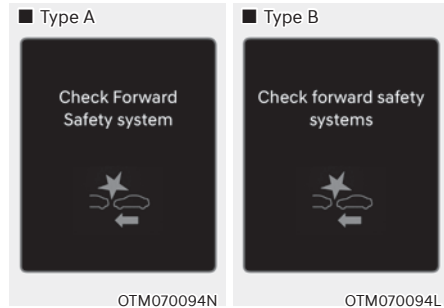 ■ Type A
Check Forward
Safety system
OTM070094N
■ Type B
Check forward safety
systems
OTM070094L